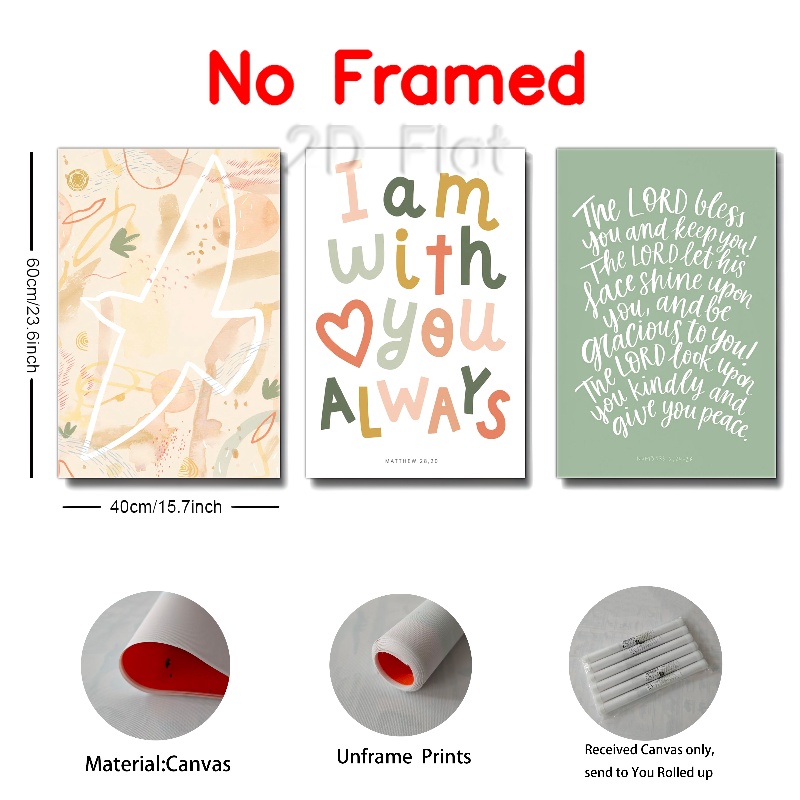 No Framed
2D Flat
60cm/23.6inch
40cm/15.7inch
I am
with
you
ALWAYS
MATTHEW 28,20
The LORD bless
you and keep you!
The LORD let his
face shine upon
you, and be
gracious to you!
The LORD look upon
you kindly and
give you peace.
Material:Canvas
Unframe Prints
Received Canvas only,
send to You Rolled up